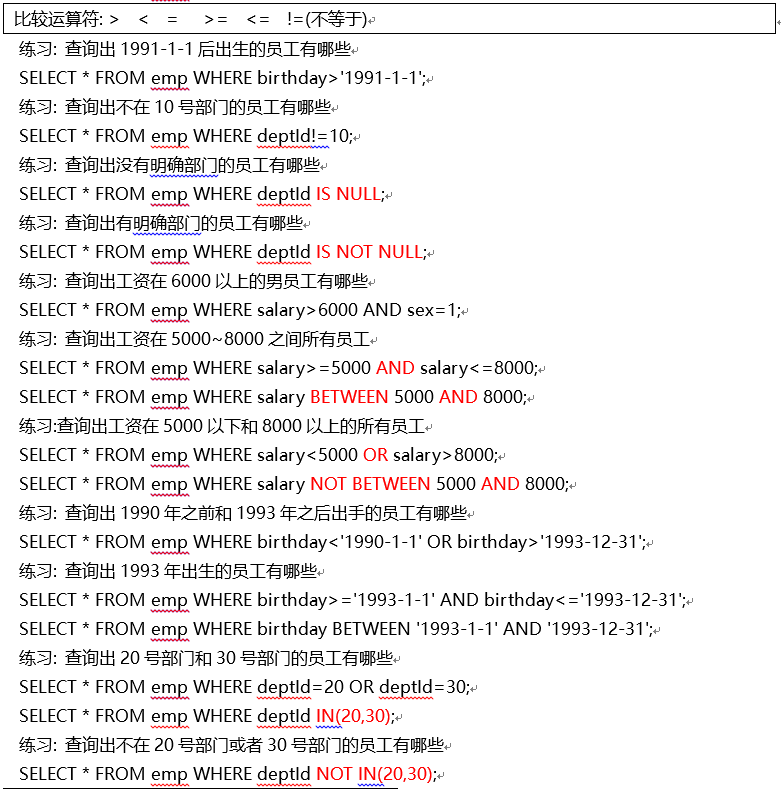 比较运算符: > < = >= <= !=(不等于)
练习: 查询出 1991-1-1 后出生的员工有哪些
SELECT * FROM emp WHERE birthday>'1991-1-1';
练习: 查询出不在 10 号部门的员工有哪些
SELECT * FROM emp WHERE deptId!=10;
练习: 查询出没有明确部门的员工有哪些
SELECT * FROM emp WHERE deptId IS NULL;
练习: 查询出有明确部门的员工有哪些
SELECT * FROM emp WHERE deptId IS NOT NULL;
练习: 查询出工资在 6000 以上的男员工有哪些
SELECT * FROM emp WHERE salary>6000 AND sex=1;
练习: 查询出工资在 5000~8000 之间所有员工
SELECT * FROM emp WHERE salary>=5000 AND salary<=8000;
SELECT * FROM emp WHERE salary BETWEEN 5000 AND 8000;
练习:查询出工资在 5000 以下和 8000 以上的所有员工
SELECT * FROM emp WHERE salary<5000 OR salary>8000;
SELECT * FROM emp WHERE salary NOT BETWEEN 5000 AND 8000;
练习: 查询出 1990 年之前和 1993 年之后出手的员工有哪些
SELECT * FROM emp WHERE birthday<'1990-1-1' OR birthday>'1993-12-31';
练习: 查询出 1993 年出生的员工有哪些
SELECT * FROM emp WHERE birthday>='1993-1-1' AND birthday<='1993-12-31';
SELECT * FROM emp WHERE birthday BETWEEN '1993-1-1' AND '1993-12-31';
练习: 查询出 20 号部门和 30 号部门的员工有哪些
SELECT * FROM emp WHERE deptId=20 OR deptId=30;
SELECT * FROM emp WHERE deptId IN(20,30);
练习: 查询出不在 20 号部门或者 30 号部门的员工有哪些
SELECT * FROM emp WHERE deptId NOT IN(20,30);